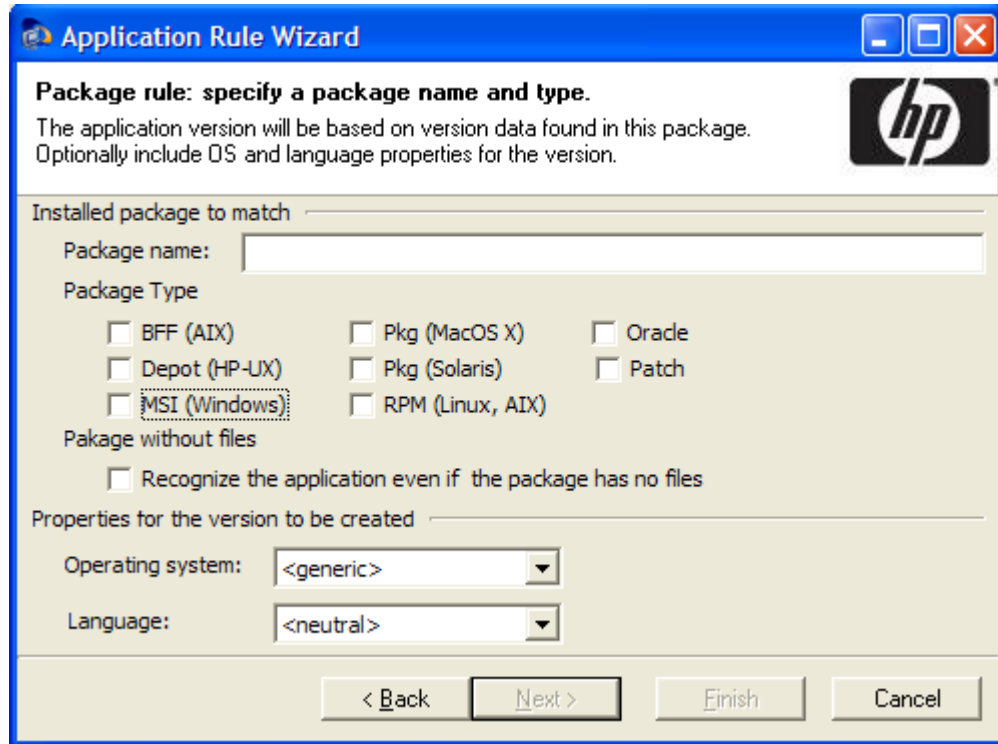 Application Rule Wizard
Package rule: specify a package name and type.
The application version will be based on version data found in this package.
Optionally include OS and language properties for the version.
hp
Installed package to match
Package name:
Package Type
BFF (AIX) Pkg (MacOS X) Oracle
Depot (HP-UX) Pkg (Solaris) Patch
MSI (Windows) RPM (Linux, AIX)
Pakage without files
Recognize the application even if the package has no files
Properties for the version to be created
Operating system: <generic>
Language: <neutral>
< Back Next > Finish Cancel